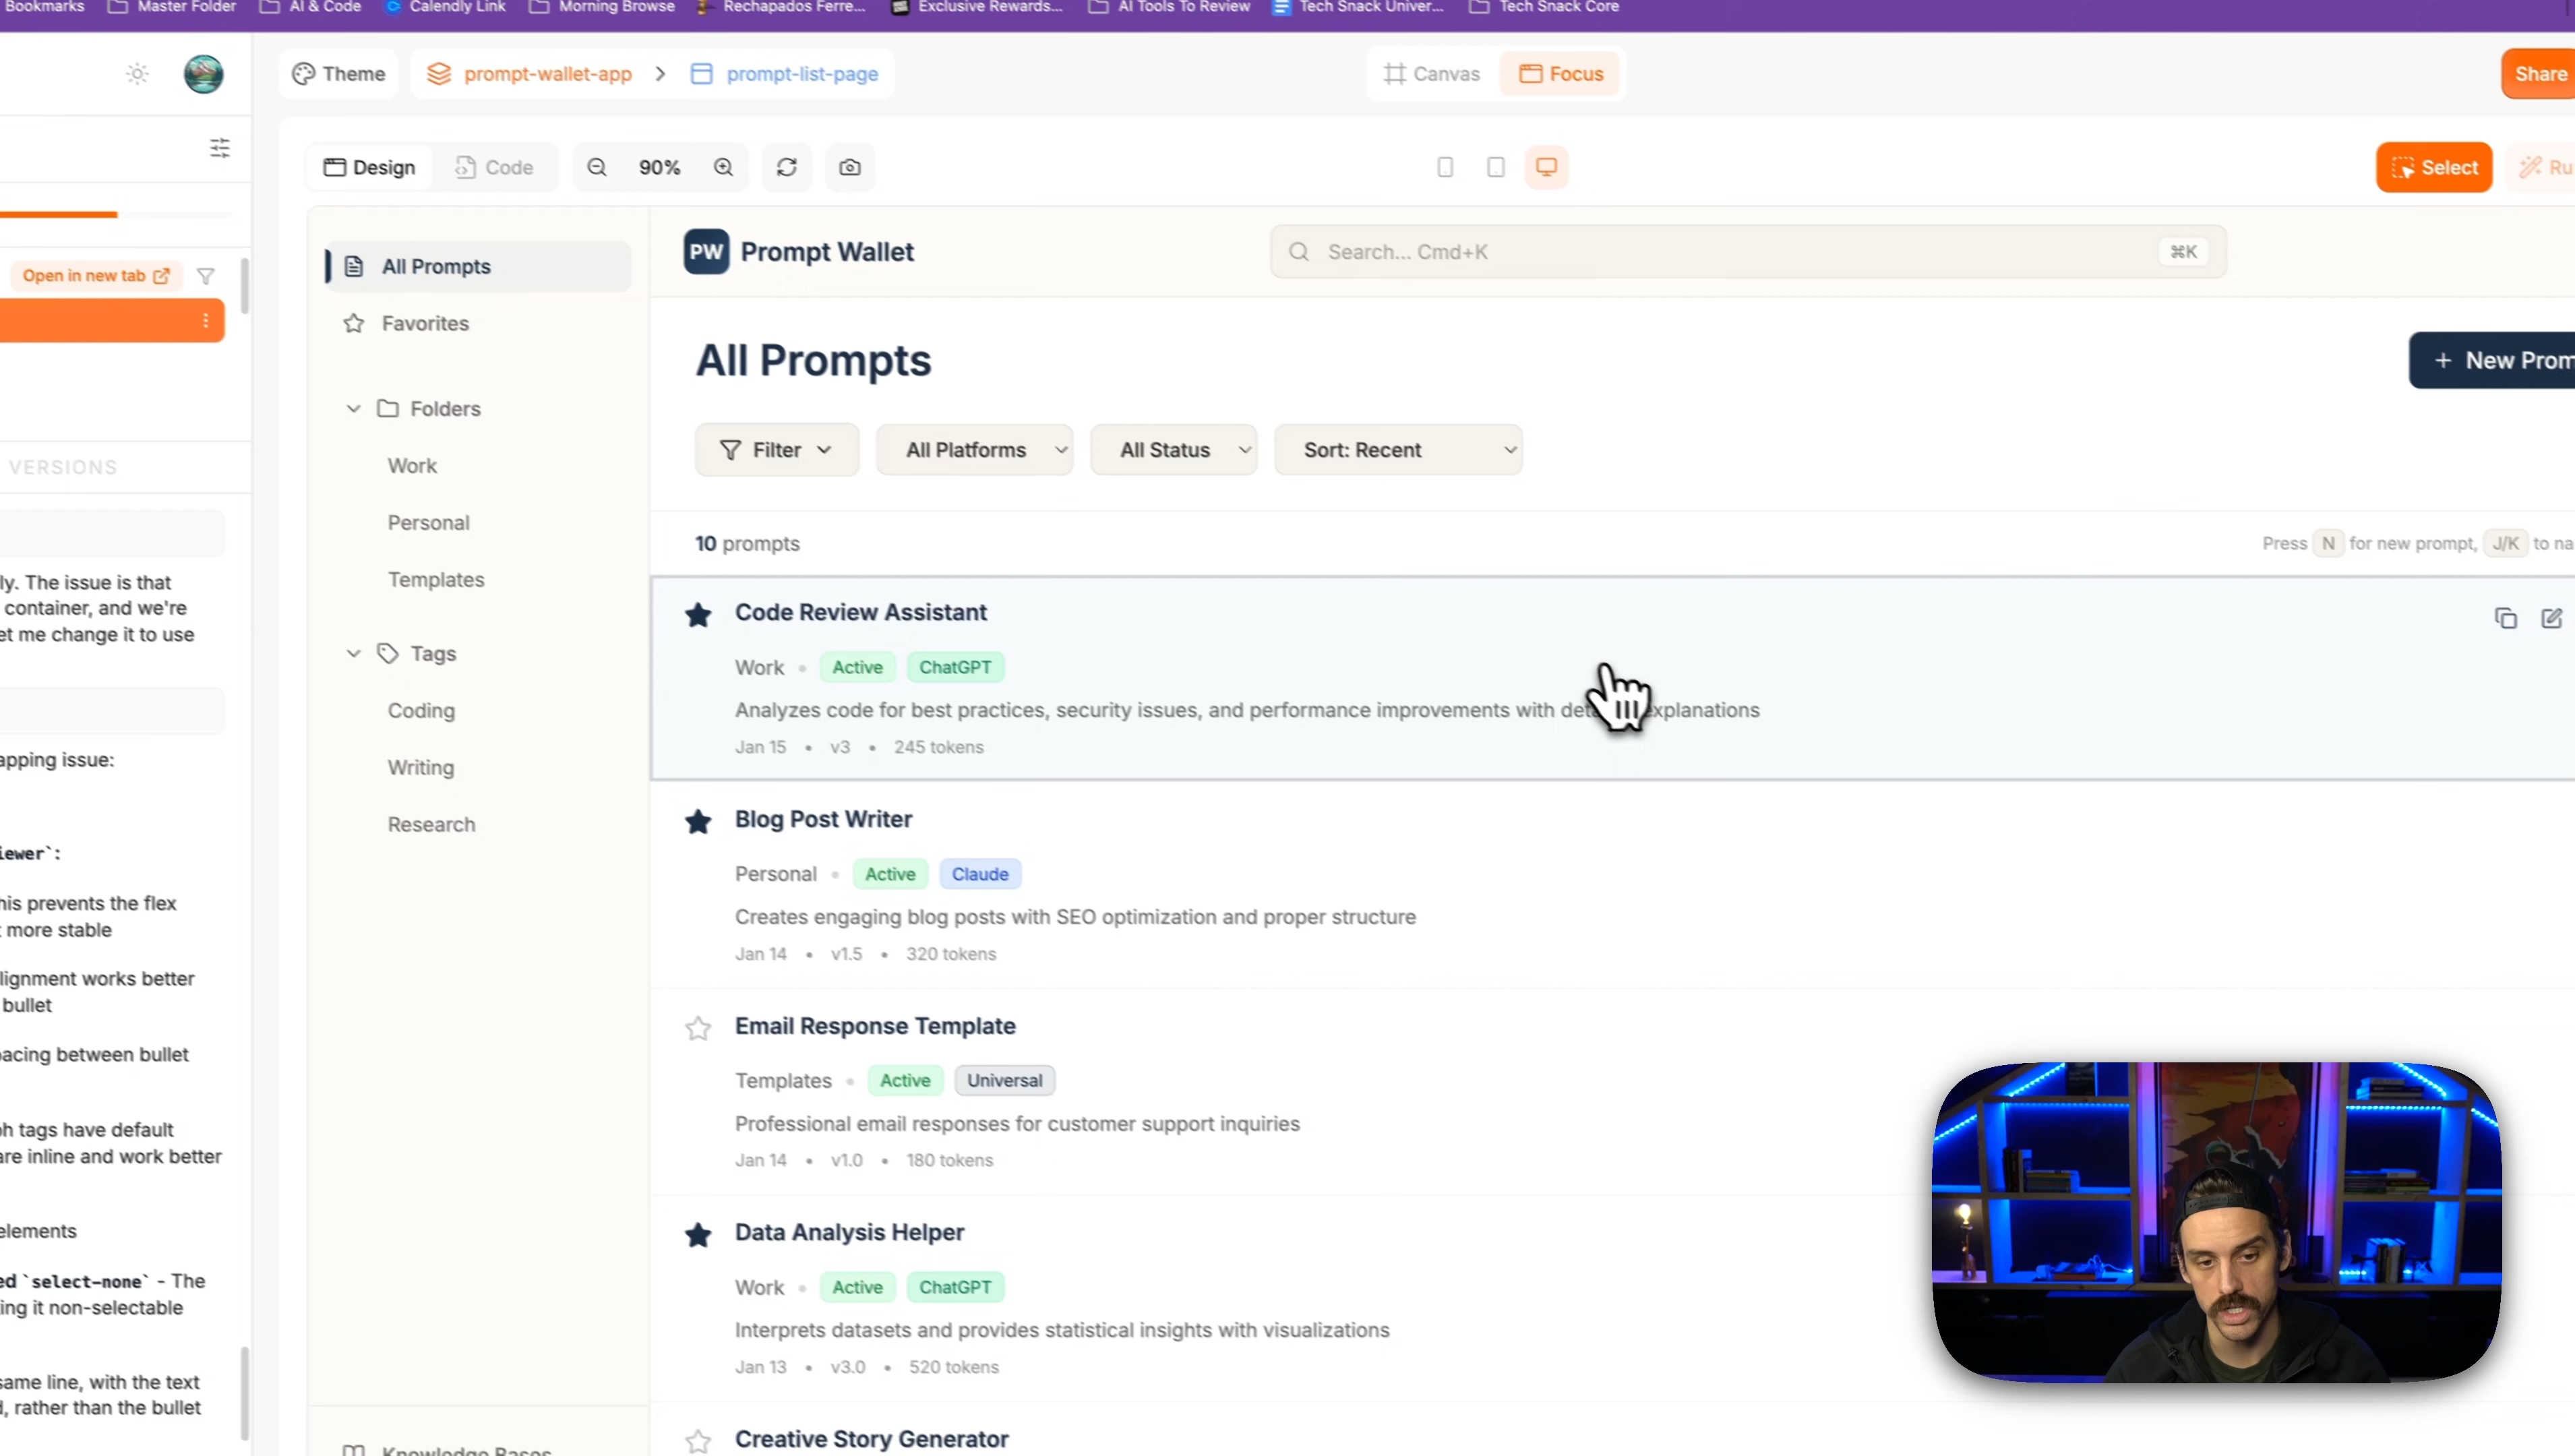 Bookmarks
Master Folder
AI & Code
Calendly Link
Morning Browse
Rechapados Ferre...
Exclusive Rewards...
AI Tools To Review
Tech Snack Univer...
Tech Snack Core
Theme
prompt-wallet-app
prompt-list-page
Canvas
Focus
Share
Design
Code
90%
Select
Ru
Open in new tab
VERSIONS
ly. The issue is that
container, and we're
et me change it to use
apping issue:
iewer`:
his prevents the flex
more stable
lignment works better
bullet
pacing between bullet
ph tags have default
are inline and work better
elements
ed `select-none` - The
ing it non-selectable
same line, with the text
d, rather than the bullet
All Prompts
Favorites
Folders
Work
Personal
Templates
Tags
Coding
Writing
Research
Knowledge Bases
PW Prompt Wallet
Search... Cmd+K
⌘K
All Prompts
+ New Prom
Filter
All Platforms
All Status
Sort: Recent
10 prompts
Press N for new prompt, J/K to na
Code Review Assistant
Work • Active ChatGPT
Analyzes code for best practices, security issues, and performance improvements with explanations
Jan 15 • v3 • 245 tokens
Blog Post Writer
Personal • Active Claude
Creates engaging blog posts with SEO optimization and proper structure
Jan 14 • v1.5 • 320 tokens
Email Response Template
Templates • Active Universal
Professional email responses for customer support inquiries
Jan 14 • v1.0 • 180 tokens
Data Analysis Helper
Work • Active ChatGPT
Interprets datasets and provides statistical insights with visualizations
Jan 13 • v3.0 • 520 tokens
Creative Story Generator